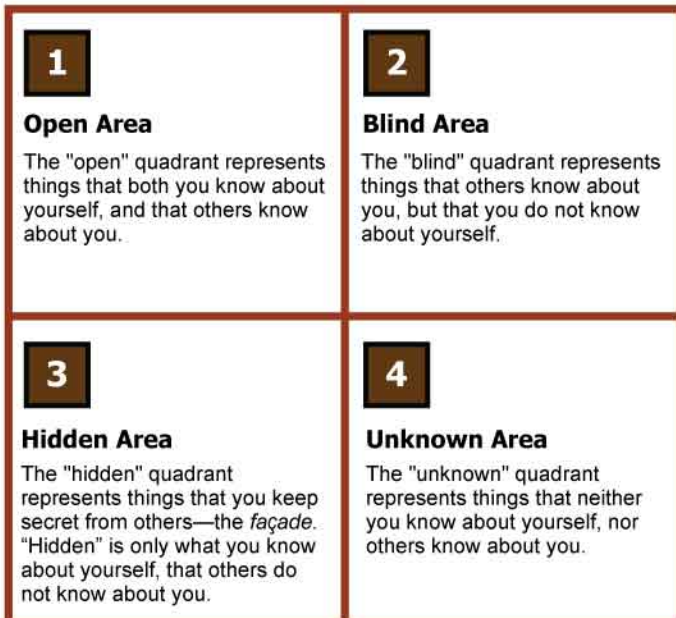 1
Open Area
The "open" quadrant represents
things that both you know about
yourself, and that others know
about you.
2
Blind Area
The "blind" quadrant represents
things that others know about
you, but that you do not know
about yourself.
3
Hidden Area
The "hidden" quadrant
represents things that you keep
secret from others—the façade.
“Hidden” is only what you know
about yourself, that others do
not know about you.
4
Unknown Area
The "unknown" quadrant
represents things that neither
you know about yourself, nor
others know about you.